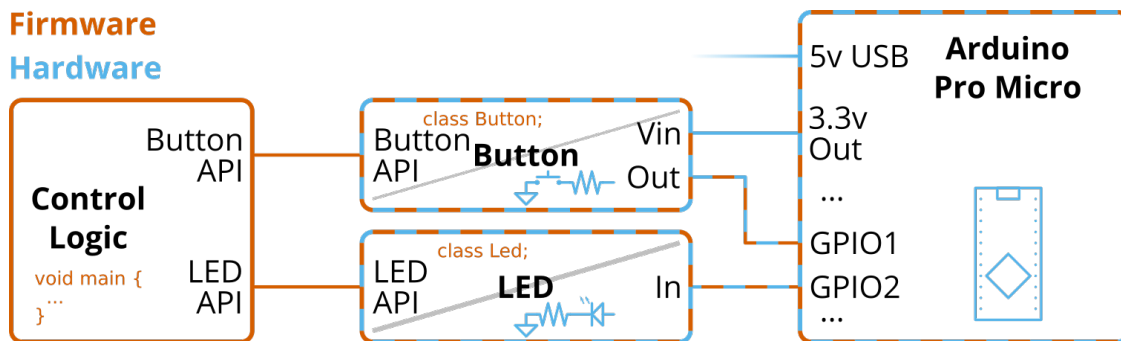 Firmware
Hardware
Control
Logic
void main {
...
}
Button
API
LED
API
class Button;
Button
API
Button
Vin
Out
class Led;
LED
API
LED
In
5v USB
3.3v
Out
...
GPIO1
GPIO2
...
Arduino
Pro Micro